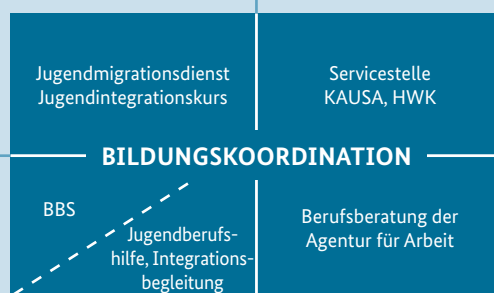 Jugendmigrationsdienst
Jugendintegrationskurs
Servicestelle
KAUSA, HWK
BILDUNGSKOORDINATION
BBS
Jugendberufs-
hilfe, Integrations-
begleitung
Berufsberatung der
Agentur für Arbeit